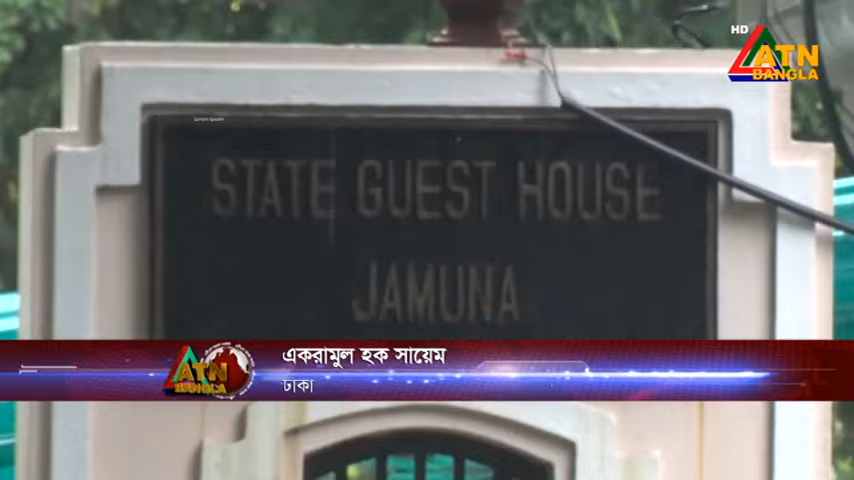 HD
ATN
BANGLA
STATE GUEST HOUSE
JAMUNA
ATN
BANGLA
একরামুল হক সায়েম
ঢাকা